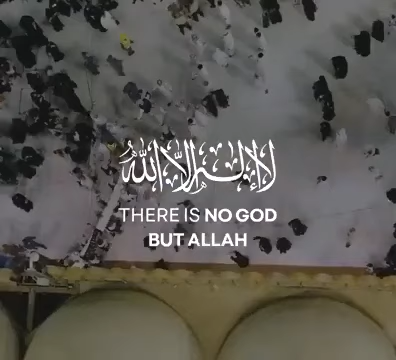 لا إله إلا الله
THERE IS NO GOD
BUT ALLAH